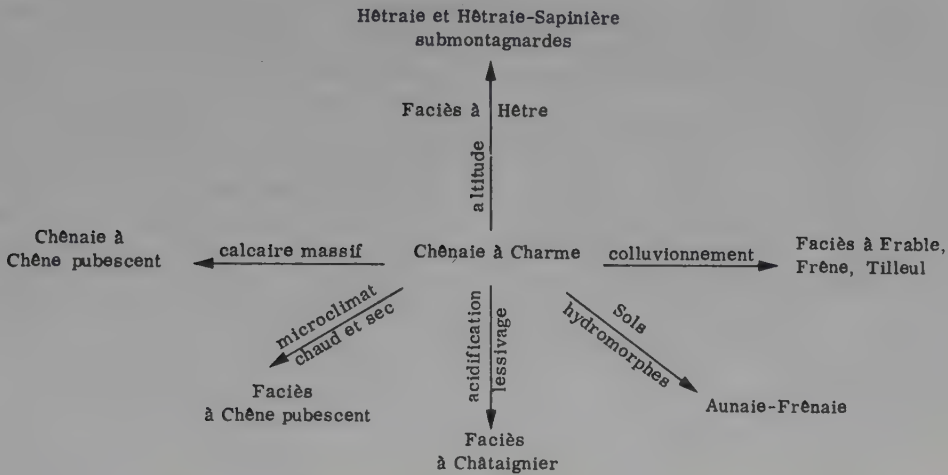 Hêtraie et Hêtraie-Sapinière
submontagnardes
Faciès à Hêtre
altitude
Chênaie à
Chêne pubescent
calcaire massif
Chênaie à Charme
colluvionnement
Faciès à Erable,
Frêne, Tilleul
microclimat
chaud et sec
Faciès
à Chêne pubescent
acidification
lessivage
Faciès
à Châtaignier
Sols
hydromorphes
Aunaie-Frênaie